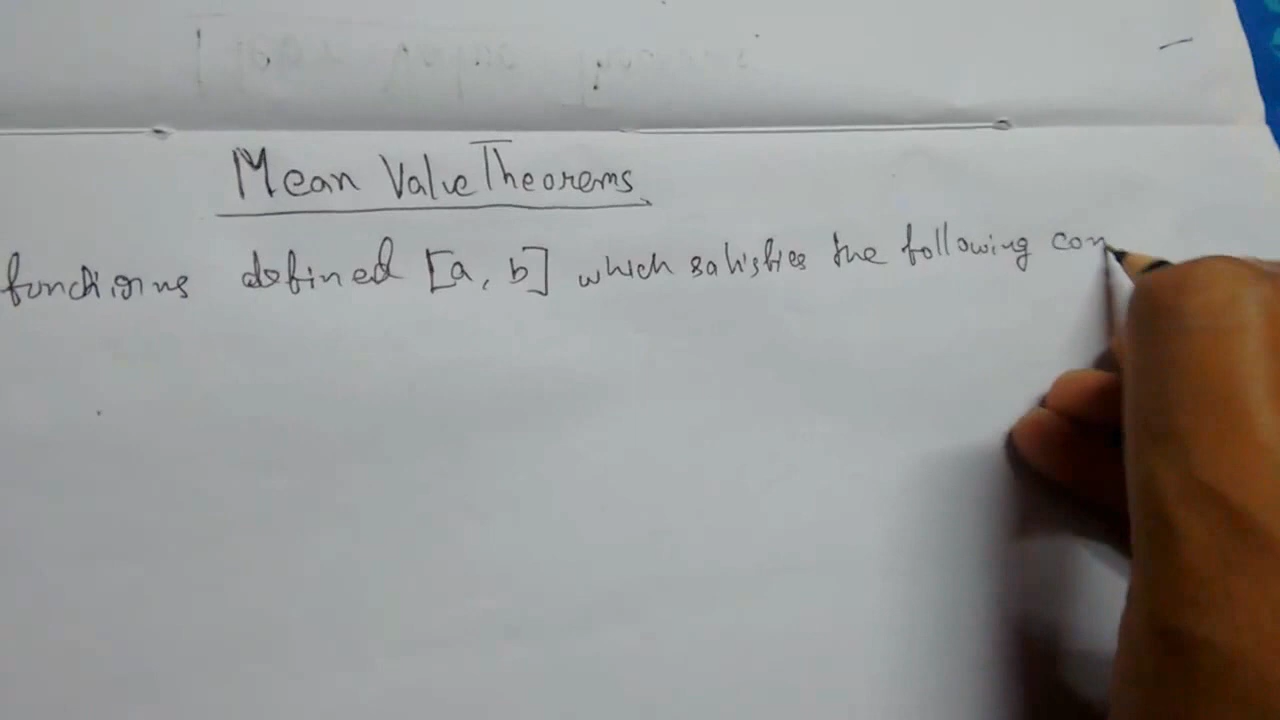 Mean Value Theorems
functions defined [a, b] which satisfies the following con